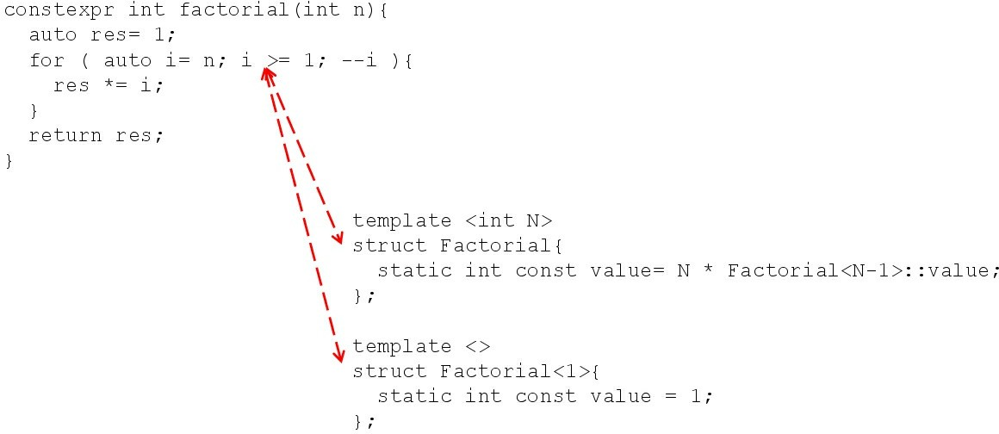 constexpr int factorial(int n){
  auto res= 1;
  for ( auto i= n; i >= 1; --i ){
    res *= i;
  }
  return res;
}
template <int N>
struct Factorial{
  static int const value= N * Factorial<N-1>::value;
};
template <>
struct Factorial<1>{
  static int const value = 1;
};